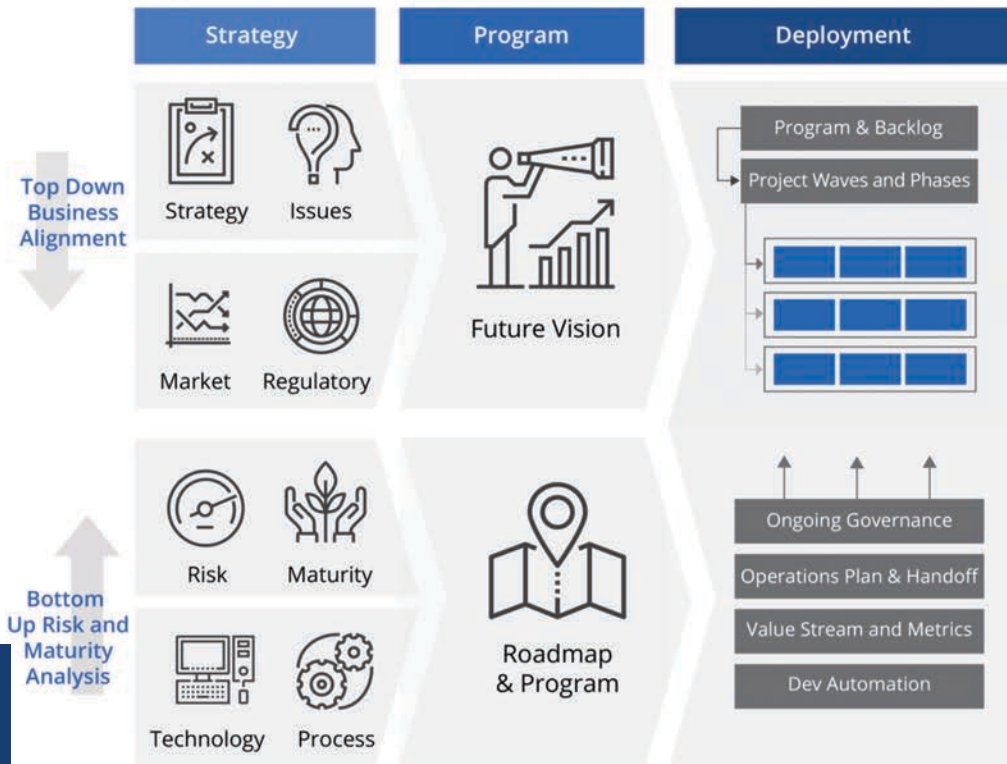 Strategy
Program
Deployment
Top Down
Business
Alignment
Strategy
Issues
Market
Regulatory
Future Vision
Program & Backlog
Project Waves and Phases
Bottom
Up Risk and
Maturity
Analysis
Risk
Maturity
Technology
Process
Roadmap
& Program
Ongoing Governance
Operations Plan & Handoff
Value Stream and Metrics
Dev Automation